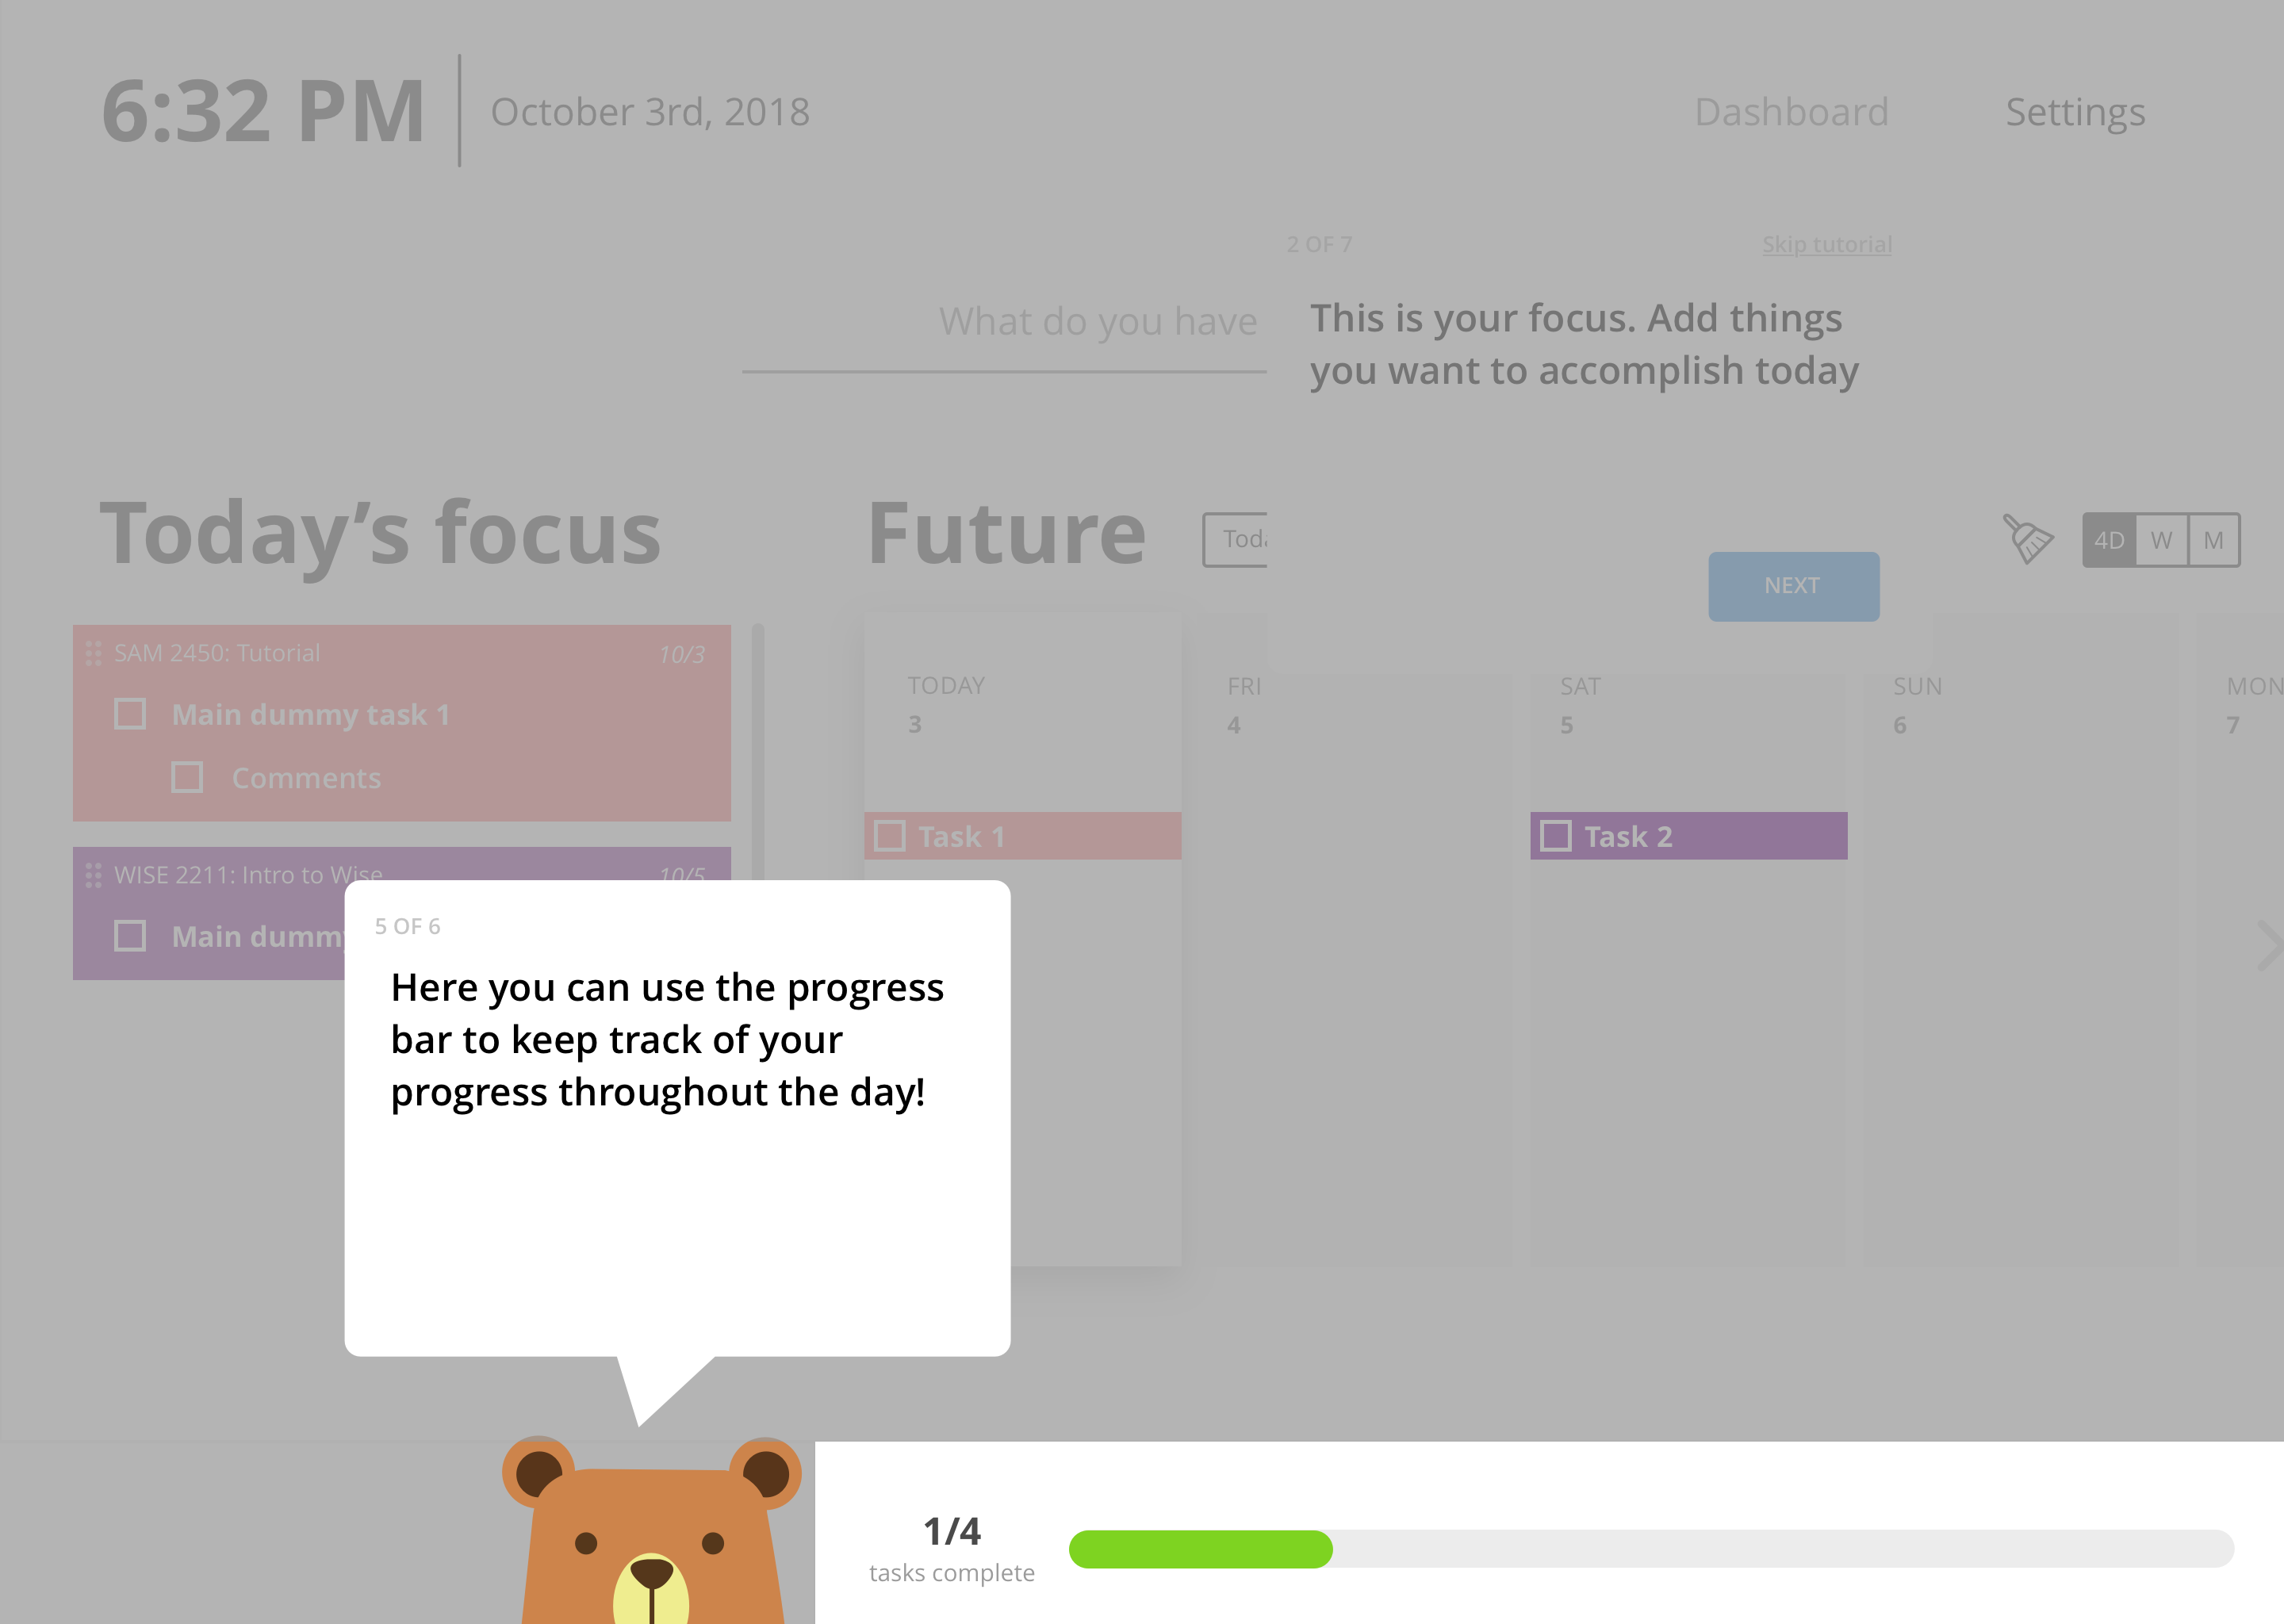 6:32 PM
October 3rd, 2018
Dashboard
Settings
2 OF 7
Skip tutorial
What do you have
This is your focus. Add things
you want to accomplish today
Today’s focus
Future
4D
W
M
NEXT
SAM 2450: Tutorial
10/3
Main dummy task 1
Comments
WISE 2211: Intro to Wise
10/5
Main dummy
TODAY
3
FRI
4
SAT
5
SUN
6
MON
7
Task 1
Task 2
5 OF 6
Here you can use the progress
bar to keep track of your
progress throughout the day!
1/4
tasks complete